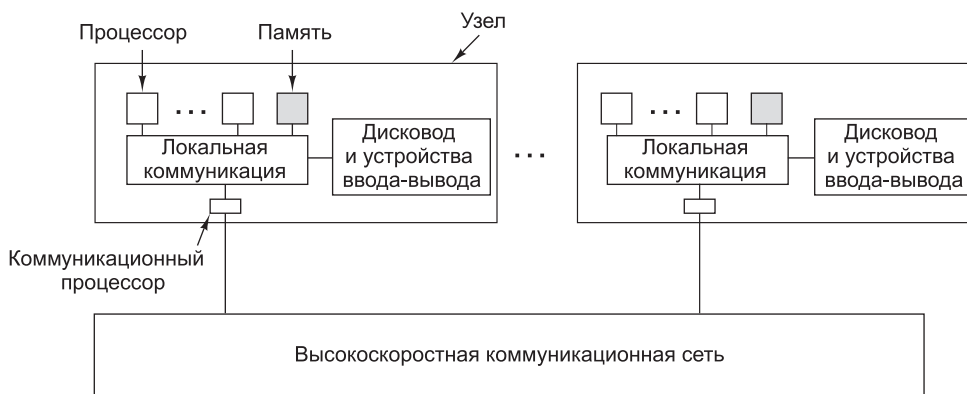 Узел
Процессор
Память
...
Локальная
коммуникация
Дисковод
и устройства
ввода-вывода
...
...
Локальная
коммуникация
Дисковод
и устройства
ввода-вывода
Коммуникационный
процессор
Высокоскоростная коммуникационная сеть